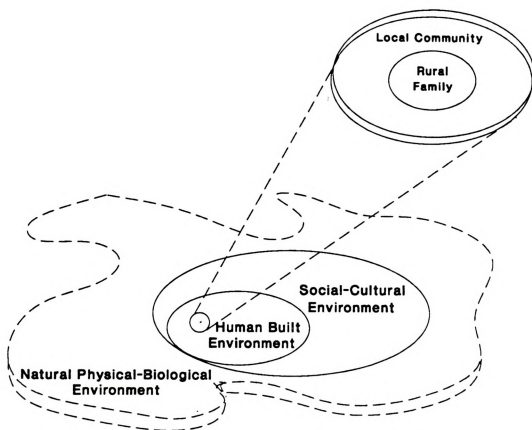 Local Community
Rural
Family
Social-Cultural
Environment
Human Built
Environment
Natural Physical-Biological
Environment